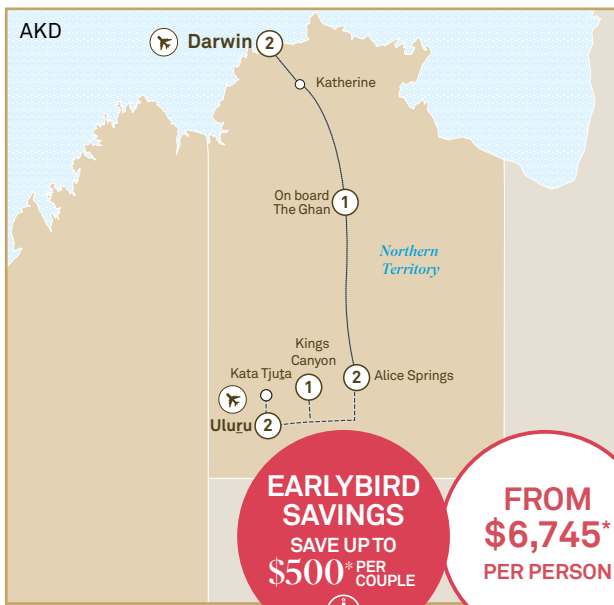 AKD
Darwin 2
Katherine
On board
The Ghan
1
Northern
Territory
Kings
Canyon
1
Kata Tjuṯa
2 Alice Springs
Uluṟu 2
EARLYBIRD
SAVINGS
SAVE UP TO
$500* PER
COUPLE
i
FROM
$6,745*
PER PERSON